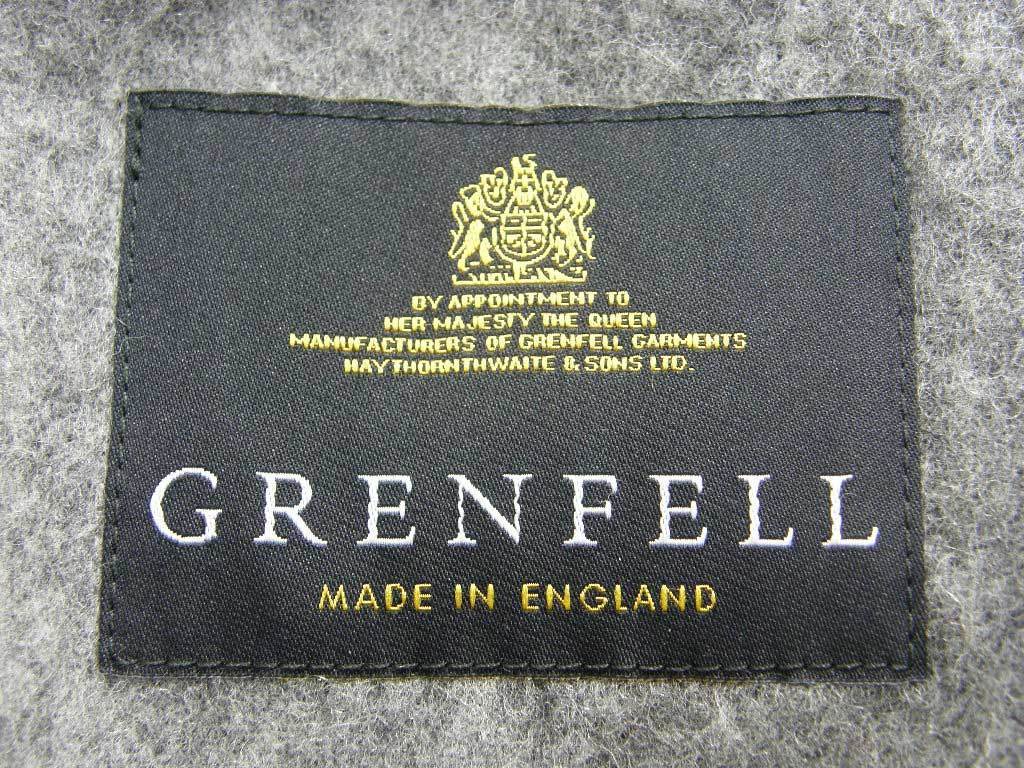 BY APPOINTMENT TO
HER MAJESTY THE QUEEN
MANUFACTURERS OF GRENFELL GARMENTS
HAYTHORNTHWAITE & SONS LTD.
GRENFELL
MADE IN ENGLAND